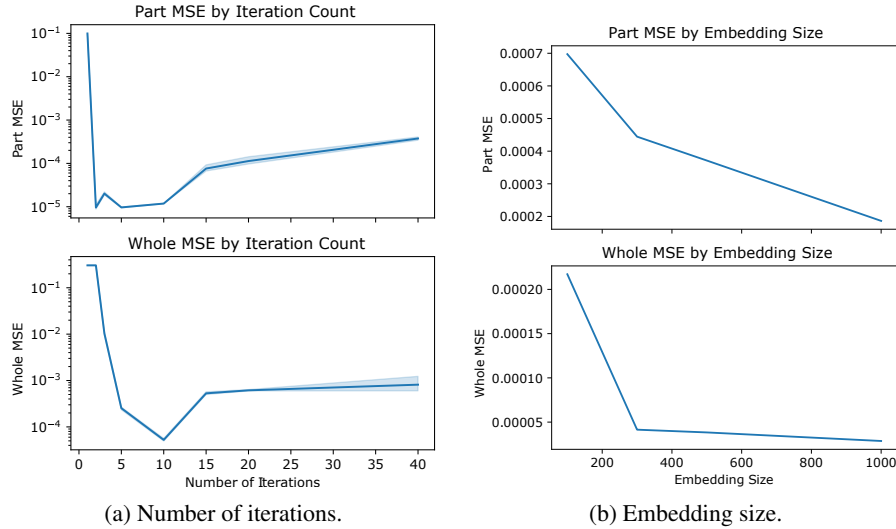 Part MSE by Iteration Count
10⁻¹
10⁻²
10⁻³
10⁻⁴
10⁻⁵
Part MSE
Whole MSE by Iteration Count
10⁻¹
10⁻²
10⁻³
10⁻⁴
Whole MSE
0 5 10 15 20 25 30 35 40
Number of Iterations
(a) Number of iterations.
Part MSE by Embedding Size
0.0007
0.0006
0.0005
0.0004
0.0003
0.0002
Part MSE
Whole MSE by Embedding Size
0.00020
0.00015
0.00010
0.00005
Whole MSE
200 400 600 800 1000
Embedding Size
(b) Embedding size.